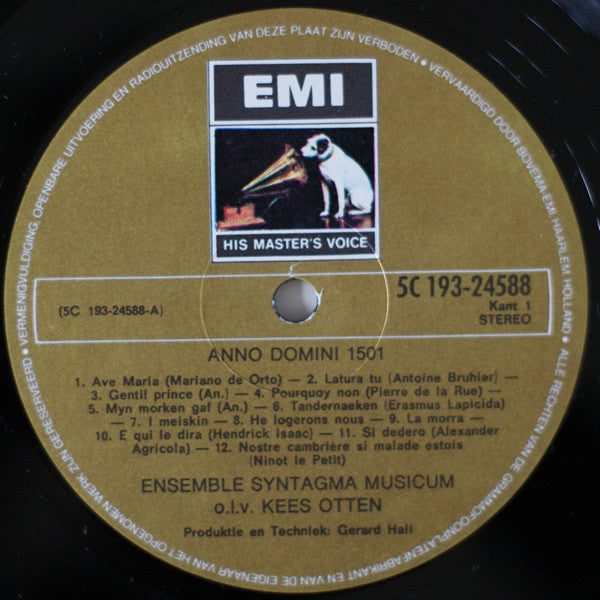 ALLE RECHTEN VAN DE GRAMMOFOONPLATENFABRIKANT EN VAN DE EIGENAAR VAN HET OPGENOMEN WERK ZIJN GERESERVEERD • VERMENIGVULDIGING, OPENBARE UITVOERING EN RADIOUITZENDING VAN DEZE PLAAT ZIJN VERBODEN • VERVAARDIGD DOOR BOVEMA-EMI HAARLEM HOLLAND •
EMI
HIS MASTER'S VOICE
5C 193-24588
(5C 193-24588-A)
Kant 1
STEREO
ANNO DOMINI 1501
1. Ave Maria (Mariano de Orto) — 2. Latura tu (Antoine Bruhier) —
3. Gentil prince (An.) — 4. Pourquoy non (Pierre de la Rue) —
5. Myn morken gaf (An.) — 6. Tandernaeken (Erasmus Lapicida)
— 7. I meiskin — 8. He logerons nous — 9. La morra —
10. E qui le dira (Hendrick Isaac) — 11. Si dedero (Alexander
Agricola) — 12. Nostre cambrière si malade estois
(Ninot le Petit)
ENSEMBLE SYNTAGMA MUSICUM
o.l.v. KEES OTTEN
Produktie en Techniek: Gerard Hall